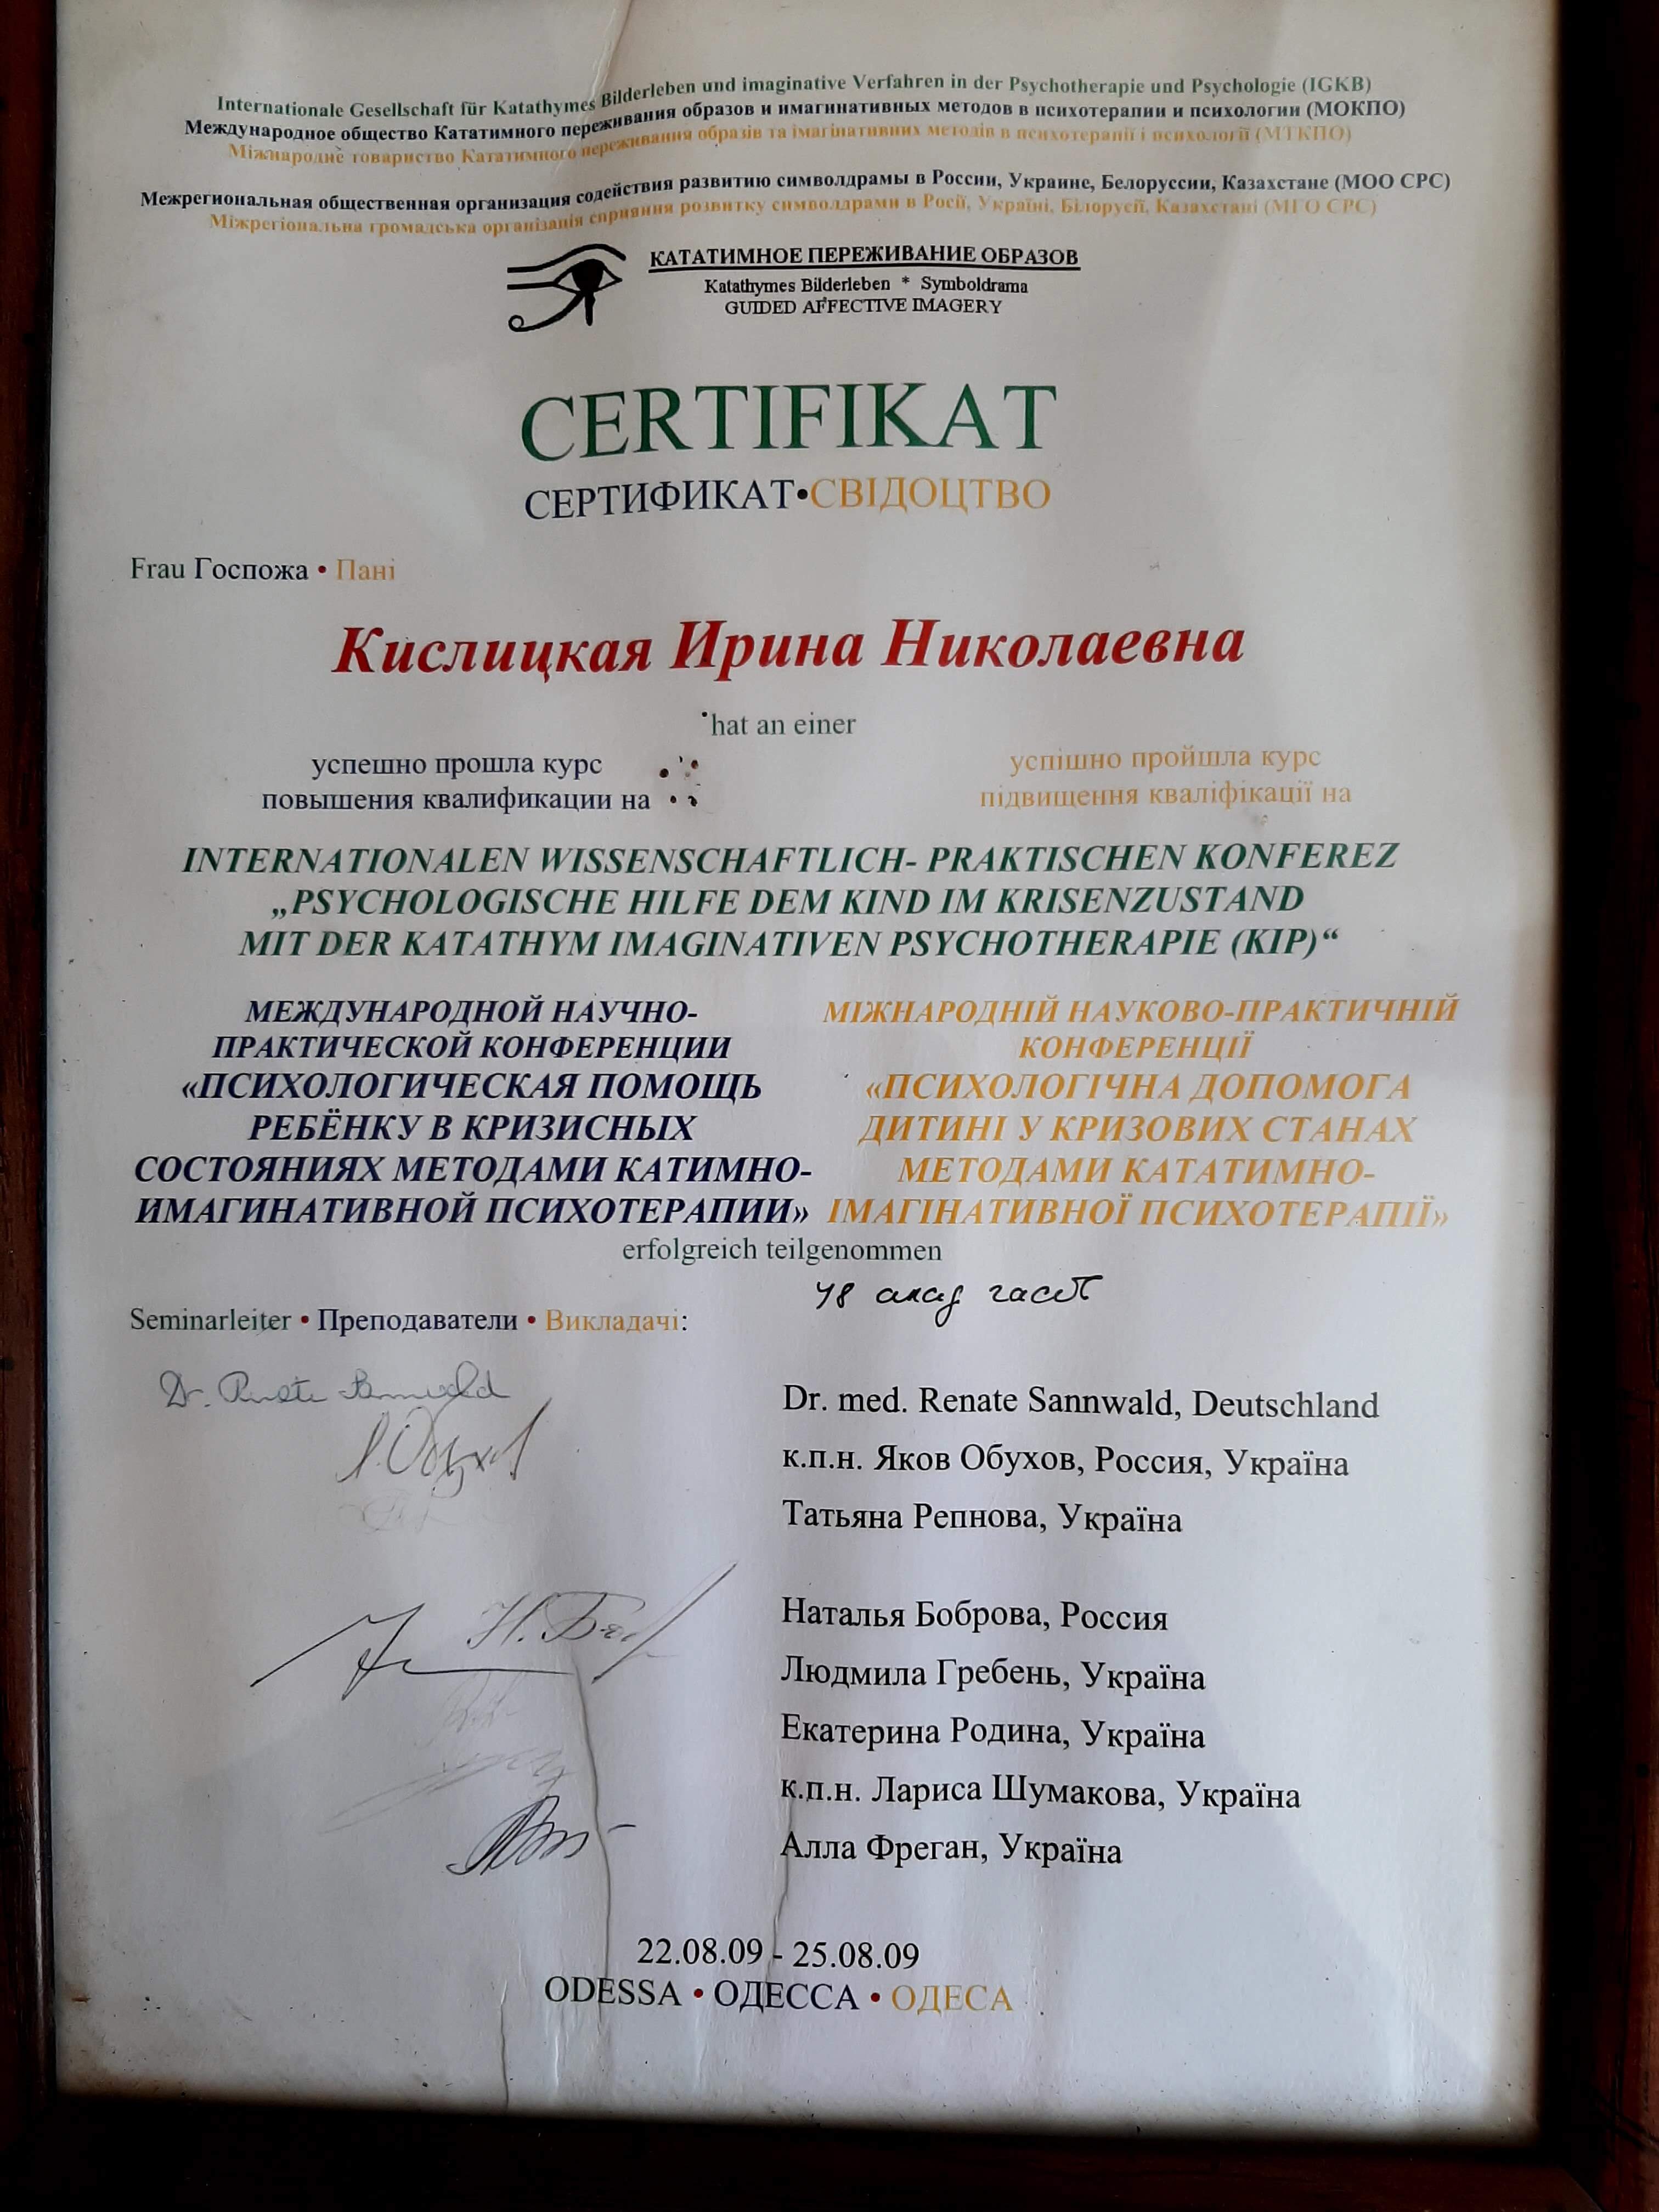 Internationale Gesellschaft für Katathymes Bilderleben und imaginative Verfahren in der Psychotherapie und Psychologie (IGKB)
Международное общество Кататимного переживания образов и имагинативных методов в психотерапии и психологии (МОКПО)
Міжнародне товариство Кататимного переживання образів та імагінативних методів в психотерапії і психології (МТКПО)
Межрегиональная общественная организация содействия развитию символдрамы в России, Украине, Белоруссии, Казахстане (МОО СРС)
Міжрегіональна громадська організація сприяння розвитку символдрами в Росії, Україні, Білорусії, Казахстані (МГО СРС)
КАТАТИМНОЕ ПЕРЕЖИВАНИЕ ОБРАЗОВ
Katathymes Bilderleben * Symboldrama
GUIDED AFFECTIVE IMAGERY
CERTIFIKAT
СЕРТИФИКАТ•СВІДОЦТВО
Frau Госпожа • Пані
Кислицкая Ирина Николаевна
hat an einer
успешно прошла курс
повышения квалификации на
успішно пройшла курс
підвищення кваліфікації на
INTERNATIONALEN WISSENSCHAFTLICH- PRAKTISCHEN KONFEREZ
„PSYCHOLOGISCHE HILFE DEM KIND IM KRISENZUSTAND
MIT DER KATATHYM IMAGINATIVEN PSYCHOTHERAPIE (KIP)“
МЕЖДУНАРОДНОЙ НАУЧНО-
ПРАКТИЧЕСКОЙ КОНФЕРЕНЦИИ
«ПСИХОЛОГИЧЕСКАЯ ПОМОЩЬ
РЕБЁНКУ В КРИЗИСНЫХ
СОСТОЯНИЯХ МЕТОДАМИ КАТИМНО-
ИМАГИНАТИВНОЙ ПСИХОТЕРАПИИ»
МІЖНАРОДНІЙ НАУКОВО-ПРАКТИЧНІЙ
КОНФЕРЕНЦІЇ
«ПСИХОЛОГІЧНА ДОПОМОГА
ДИТИНІ У КРИЗОВИХ СТАНАХ
МЕТОДАМИ КАТАТИМНО-
ІМАГІНАТИВНОЇ ПСИХОТЕРАПІЇ»
erfolgreich teilgenommen
48 акад
Seminarleiter • Преподаватели • Викладачі:
Dr. Renate Sannwald
Dr. med. Renate Sannwald, Deutschland
к.п.н. Яков Обухов, Россия, Україна
Татьяна Репнова, Україна
Наталья Боброва, Россия
Людмила Гребень, Україна
Екатерина Родина, Україна
к.п.н. Лариса Шумакова, Україна
Алла Фреган, Україна
22.08.09 - 25.08.09
ODESSA • ОДЕССА • ОДЕСА